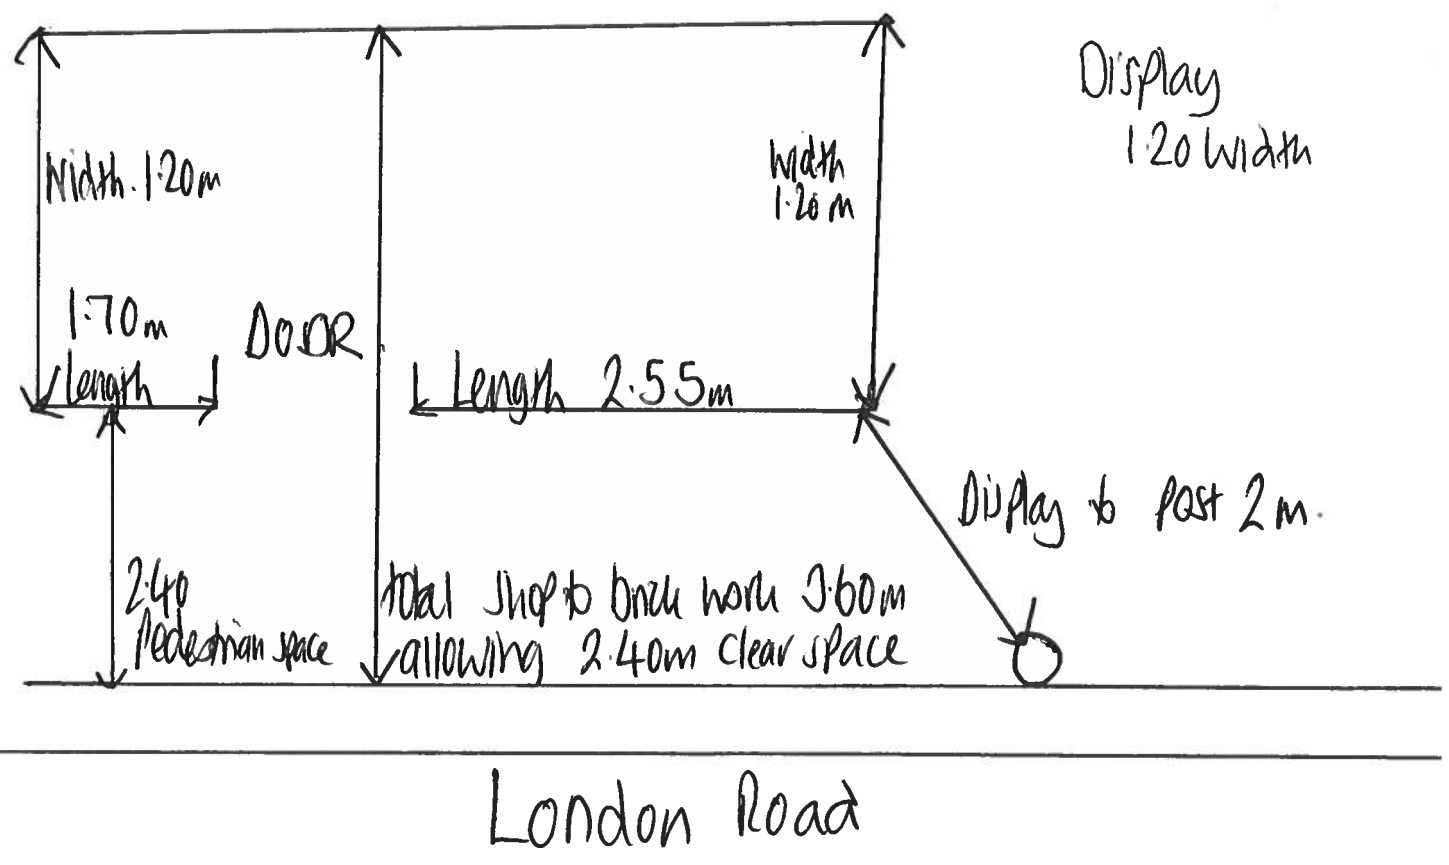 Display
1.20 Width
Width. 1.20m
Width
1.20m
1.70m
Length
DOOR
Length 2.55m
Display to Post 2m.
2.40
Pedestrian space
total shop to brick work 3.60m
allowing 2.40m clear space
London Road